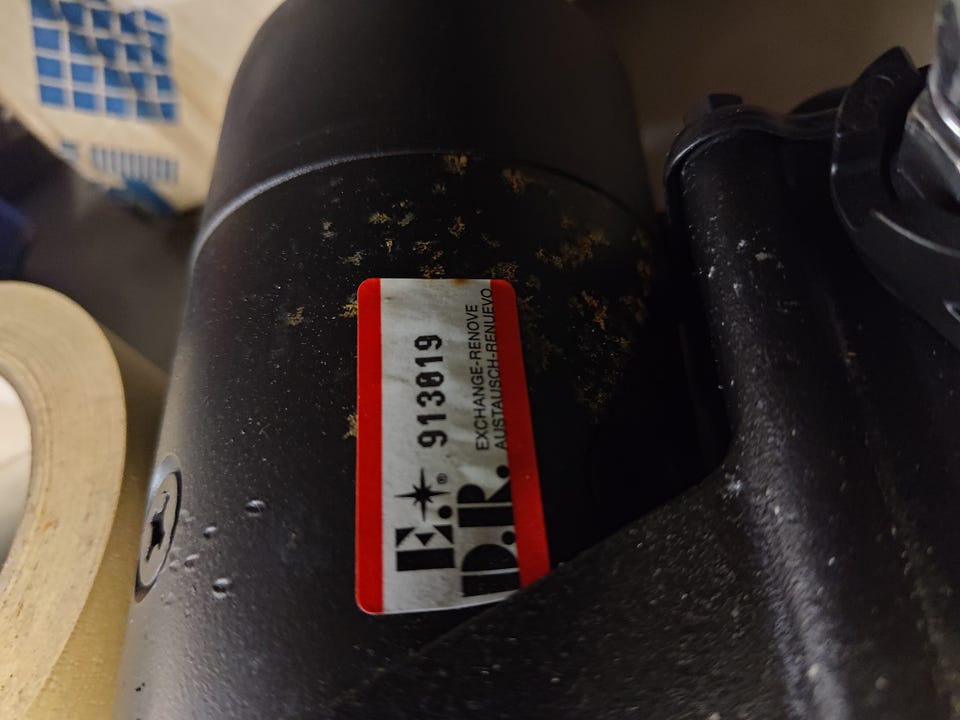 E.®
D.R.
913019
EXCHANGE-RENOVE
AUSTAUSCH-RENUEVO